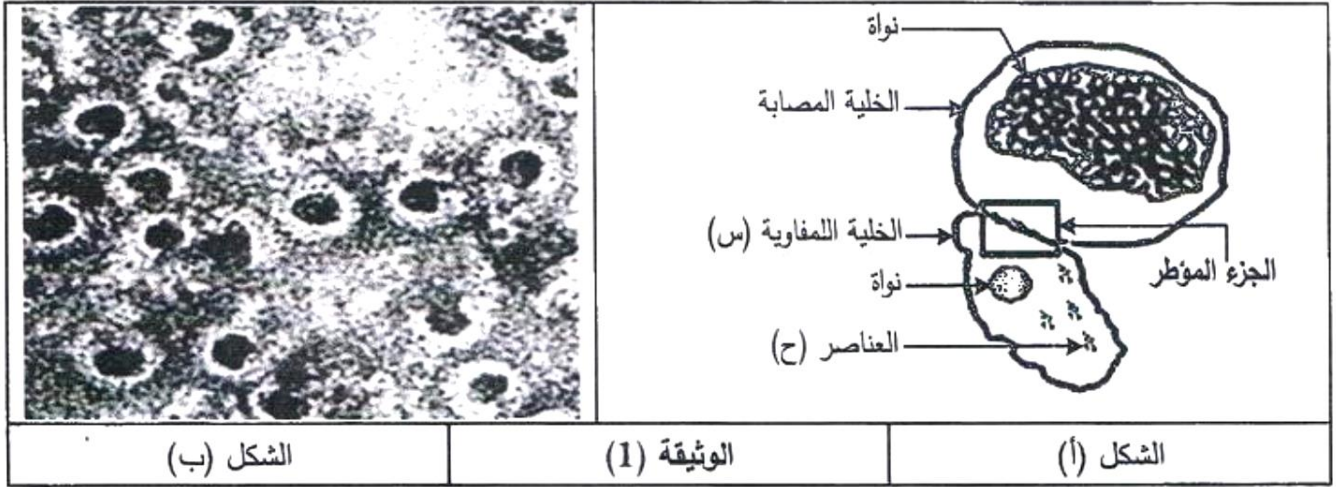 نواة
الخلية المصابة
الخلية اللمفاوية (س)
الجزء المؤطر
نواة
العناصر (ح)
الشكل (أ)
الوثيقة (1)
الشكل (ب)